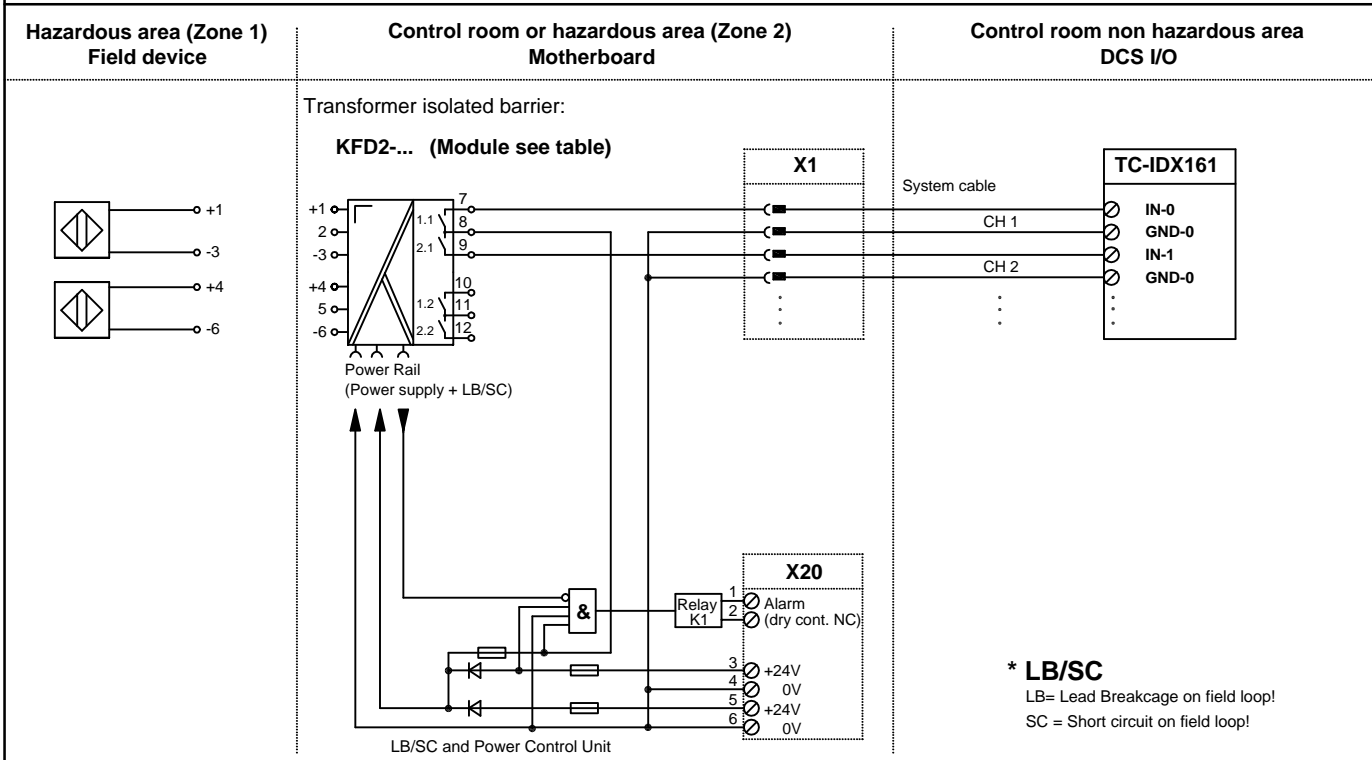 Hazardous area (Zone 1)
Field device
Control room or hazardous area (Zone 2)
Motherboard
Control room non hazardous area
DCS I/O
Transformer isolated barrier:
KFD2-... (Module see table)
X1
System cable
TC-IDX161
+1
-3
+4
-6
+1
2
-3
+4
5
-6
1.1
2.1
1.2
2.2
7
8
9
10
11
12
CH 1
CH 2
IN-0
GND-0
IN-1
GND-0
Power Rail
(Power supply + LB/SC)
X20
&
Relay
K1
1
2
Alarm
(dry cont. NC)
3
+24V
4
0V
5
+24V
6
0V
LB/SC and Power Control Unit
* LB/SC
LB= Lead Breakcage on field loop!
SC = Short circuit on field loop!